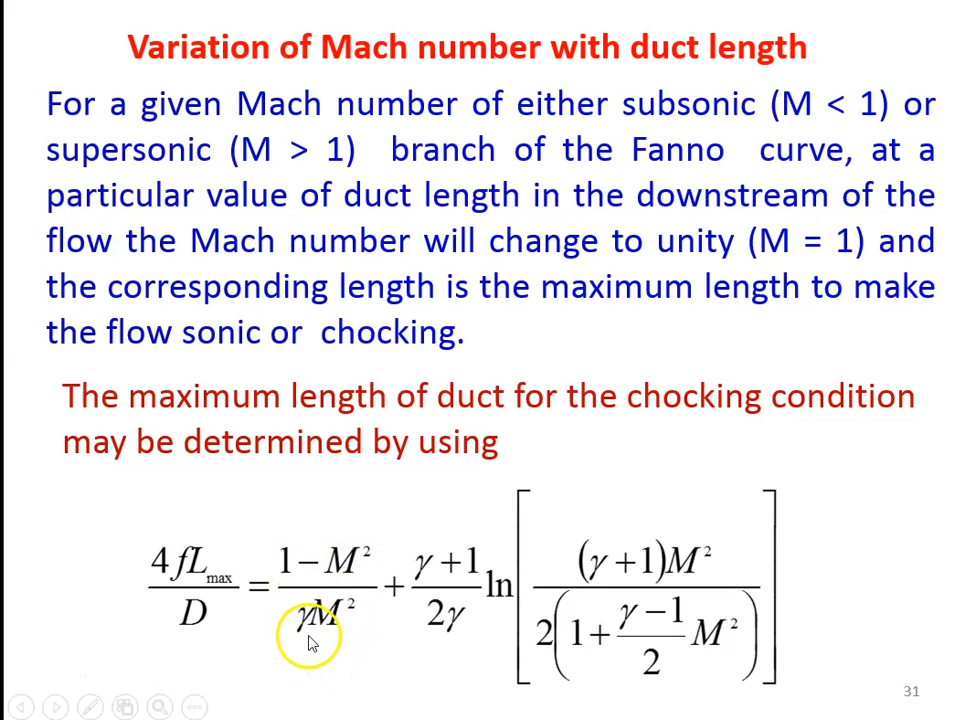 Variation of Mach number with duct length
For a given Mach number of either subsonic (M < 1) or
supersonic (M > 1) branch of the Fanno curve, at a
particular value of duct length in the downstream of the
flow the Mach number will change to unity (M = 1) and
the corresponding length is the maximum length to make
the flow sonic or chocking.
The maximum length of duct for the chocking condition
may be determined by using
4fL_max / D = (1 − M²) / (γM²) + (γ + 1) / (2γ) ln [ (γ + 1)M² / 2(1 + (γ − 1)/2 M²) ]
31